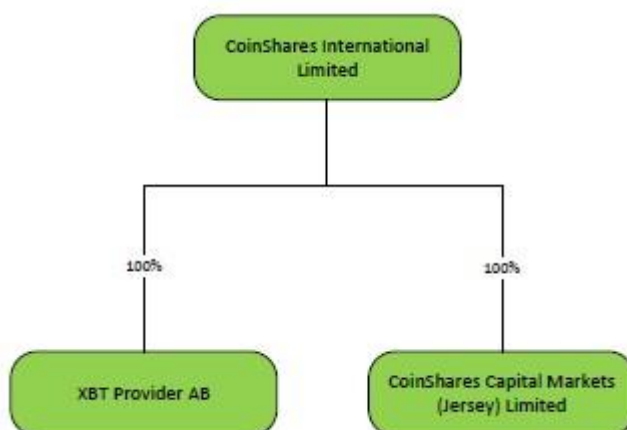 CoinShares International
Limited
100%
100%
XBT Provider AB
CoinShares Capital Markets
(Jersey) Limited